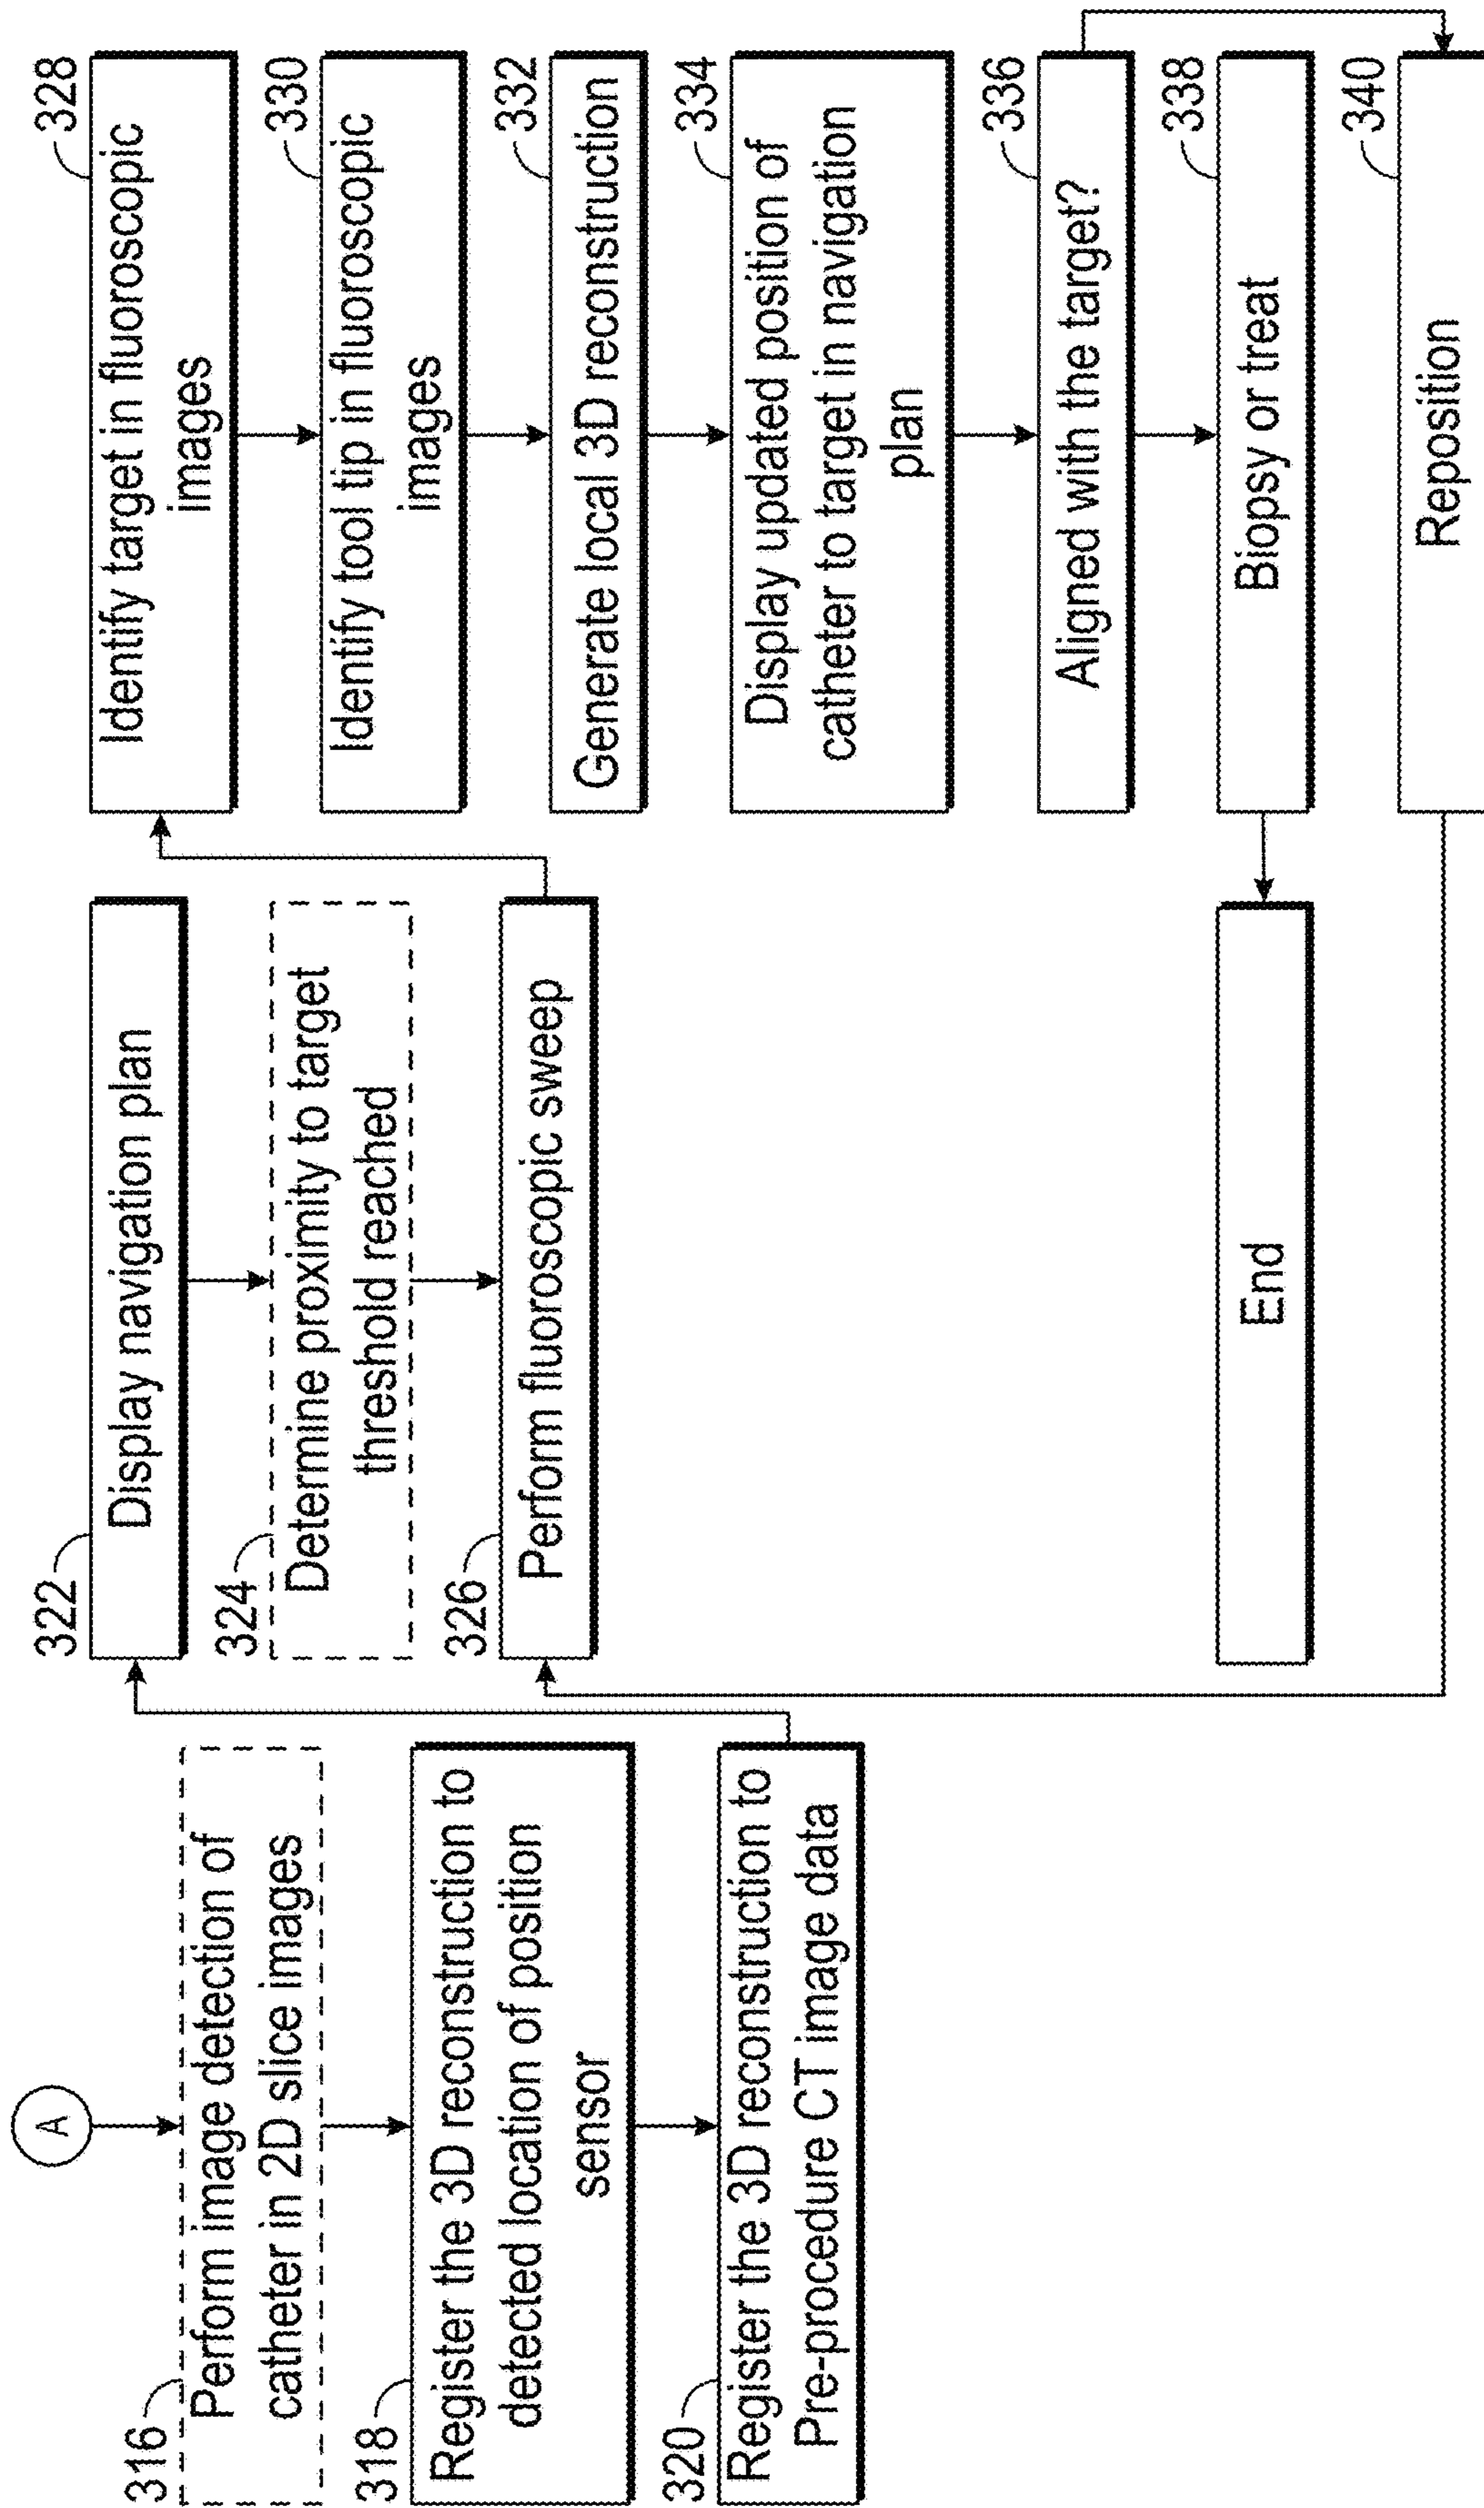 A
316
Perform image detection of
catheter in 2D slice images
318
Register the 3D reconstruction to
detected location of position
sensor
320
Register the 3D reconstruction to
Pre-procedure CT image data
322
Display navigation plan
324
Determine proximity to target
threshold reached
326
Perform fluoroscopic sweep
End
328
Identify target in fluoroscopic
images
330
Identify tool tip in fluoroscopic
images
332
Generate local 3D reconstruction
334
Display updated position of
catheter to target in navigation
plan
336
Aligned with the target?
338
Biopsy or treat
340
Reposition